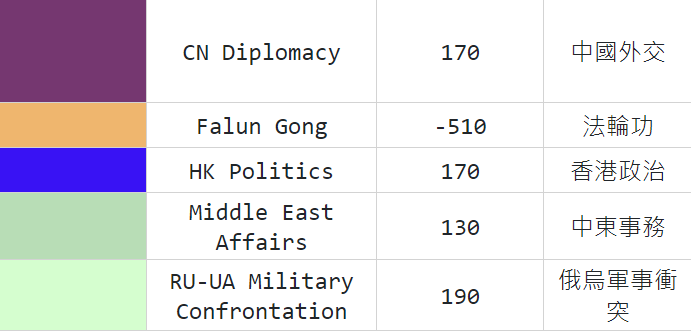 CN Diplomacy 170 中國外交
Falun Gong -510 法輪功
HK Politics 170 香港政治
Middle East
Affairs 130 中東事務
RU-UA Military
Confrontation 190 俄烏軍事衝
突